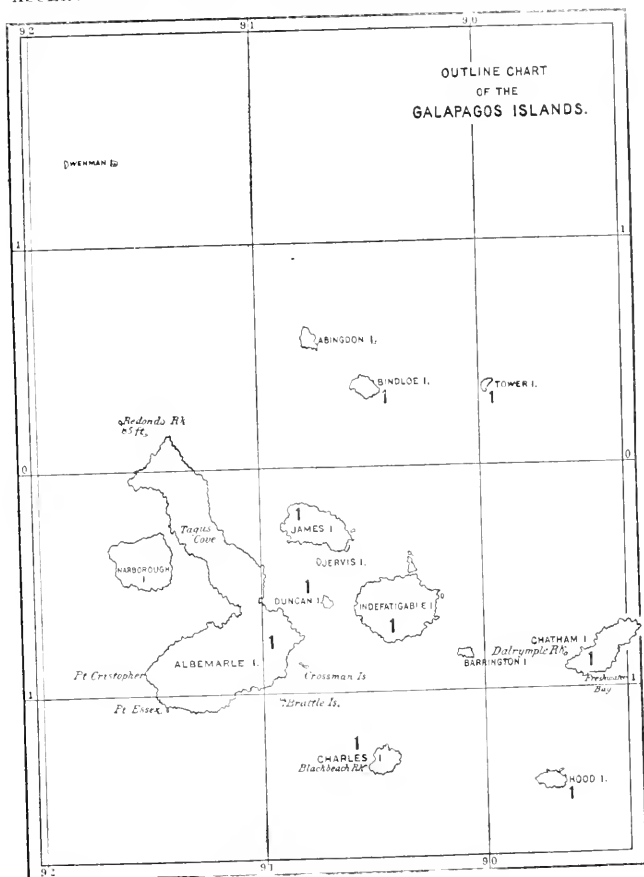 92 91 90
OUTLINE CHART
OF THE
GALAPAGOS ISLANDS.
WENMAN
1 1
ABINGDON I.
BINDLOE I.
1
TOWER I.
1
Redondo Rk
85 ft.
0 0
1
JAMES I
Tagus
Cove
JERVIS I.
NARBOROUGH
I
1
DUNCAN I.
INDEFATIGABLE I
1
CHATHAM I
Dalrymple Rk
1
BARRINGTON I
Freshwater
Bay
1
ALBEMARLE I.
Pt Cristopher
Crossman Is
1 1
Pt Essex
Brattle Is.
1
CHARLES
I
Blackbeach Rk
HOOD I.
1
92 91 90